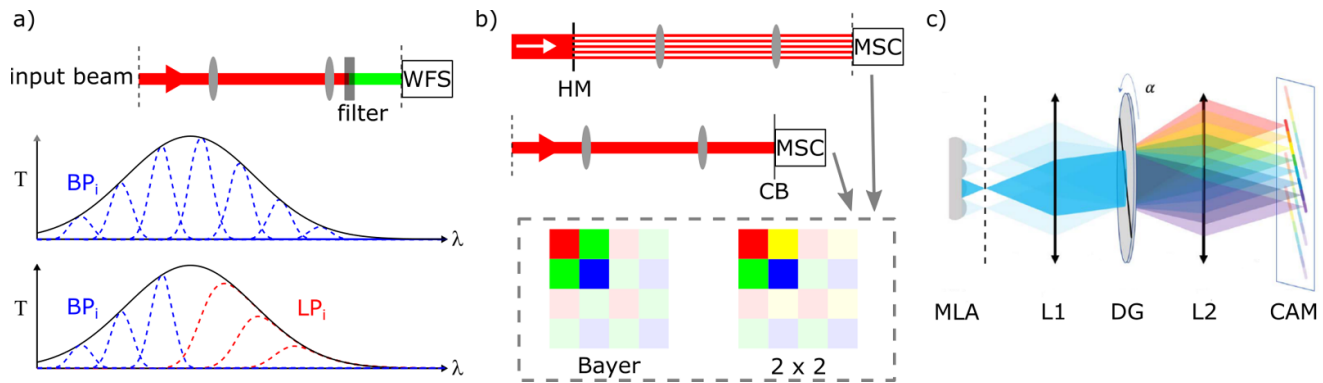 a)
input beam
WFS
filter
T
BPi
λ
T
BPi
LPi
λ
b)
MSC
HM
MSC
CB
Bayer
2 x 2
c)
α
MLA
L1
DG
L2
CAM